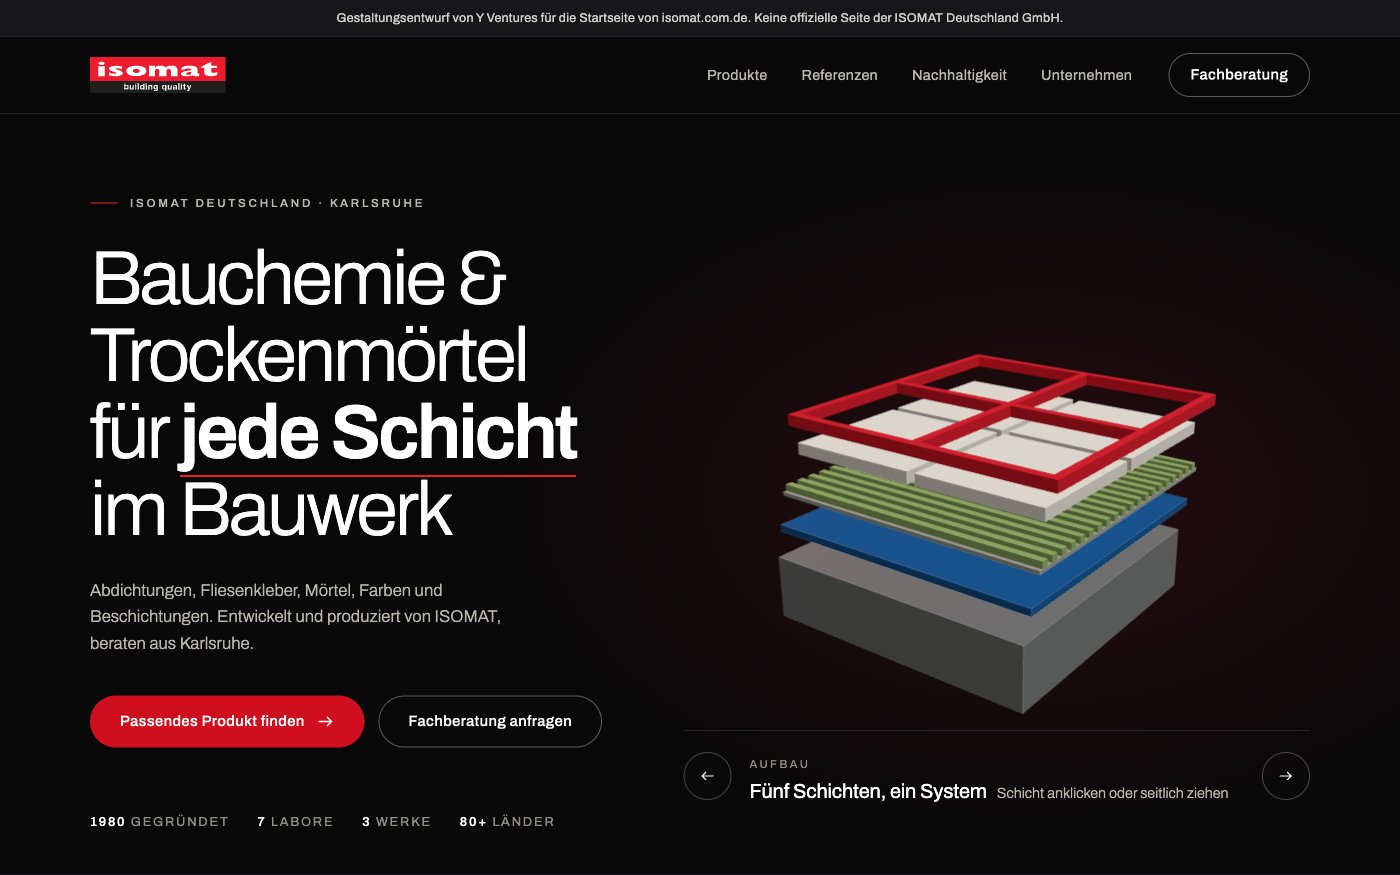 Gestaltungsentwurf von Y Ventures für die Startseite von isomat.com.de. Keine offizielle Seite der ISOMAT Deutschland GmbH.
isomat
building quality
Produkte Referenzen Nachhaltigkeit Unternehmen Fachberatung
ISOMAT DEUTSCHLAND · KARLSRUHE
Bauchemie &
Trockenmörtel
für jede Schicht
im Bauwerk
Abdichtungen, Fliesenkleber, Mörtel, Farben und
Beschichtungen. Entwickelt und produziert von ISOMAT,
beraten aus Karlsruhe.
Passendes Produkt finden → Fachberatung anfragen
1980 GEGRÜNDET 7 LABORE 3 WERKE 80+ LÄNDER
← →
AUFBAU
Fünf Schichten, ein System Schicht anklicken oder seitlich ziehen